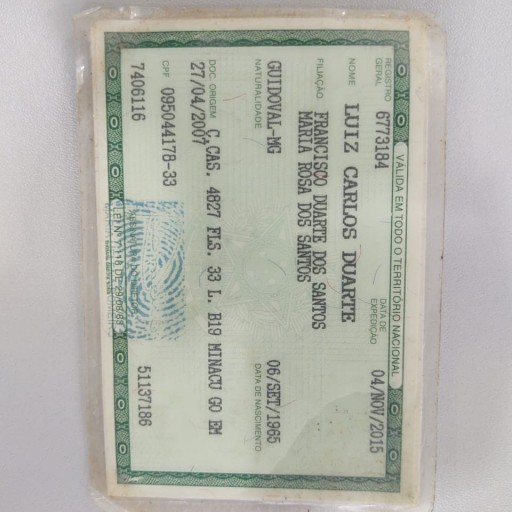 VÁLIDA EM TODO O TERRITÓRIO NACIONAL
REGISTRO GERAL 6773184 DATA DE EXPEDIÇÃO 04/NOV/2015
NOME LUIZ CARLOS DUARTE
FILIAÇÃO FRANCISCO DUARTE DOS SANTOS
MARIA ROSA DOS SANTOS
NATURALIDADE DATA DE NASCIMENTO
GUIDOVAL-MG 06/SET/1965
DOC. ORIGEM C.CAS. 4827 FLS. 33 L. B19 MINACU GO EM
27/04/2007
CPF 095044178-33
7406116 51137186
LEI Nº 7.116 DE 29/08/83